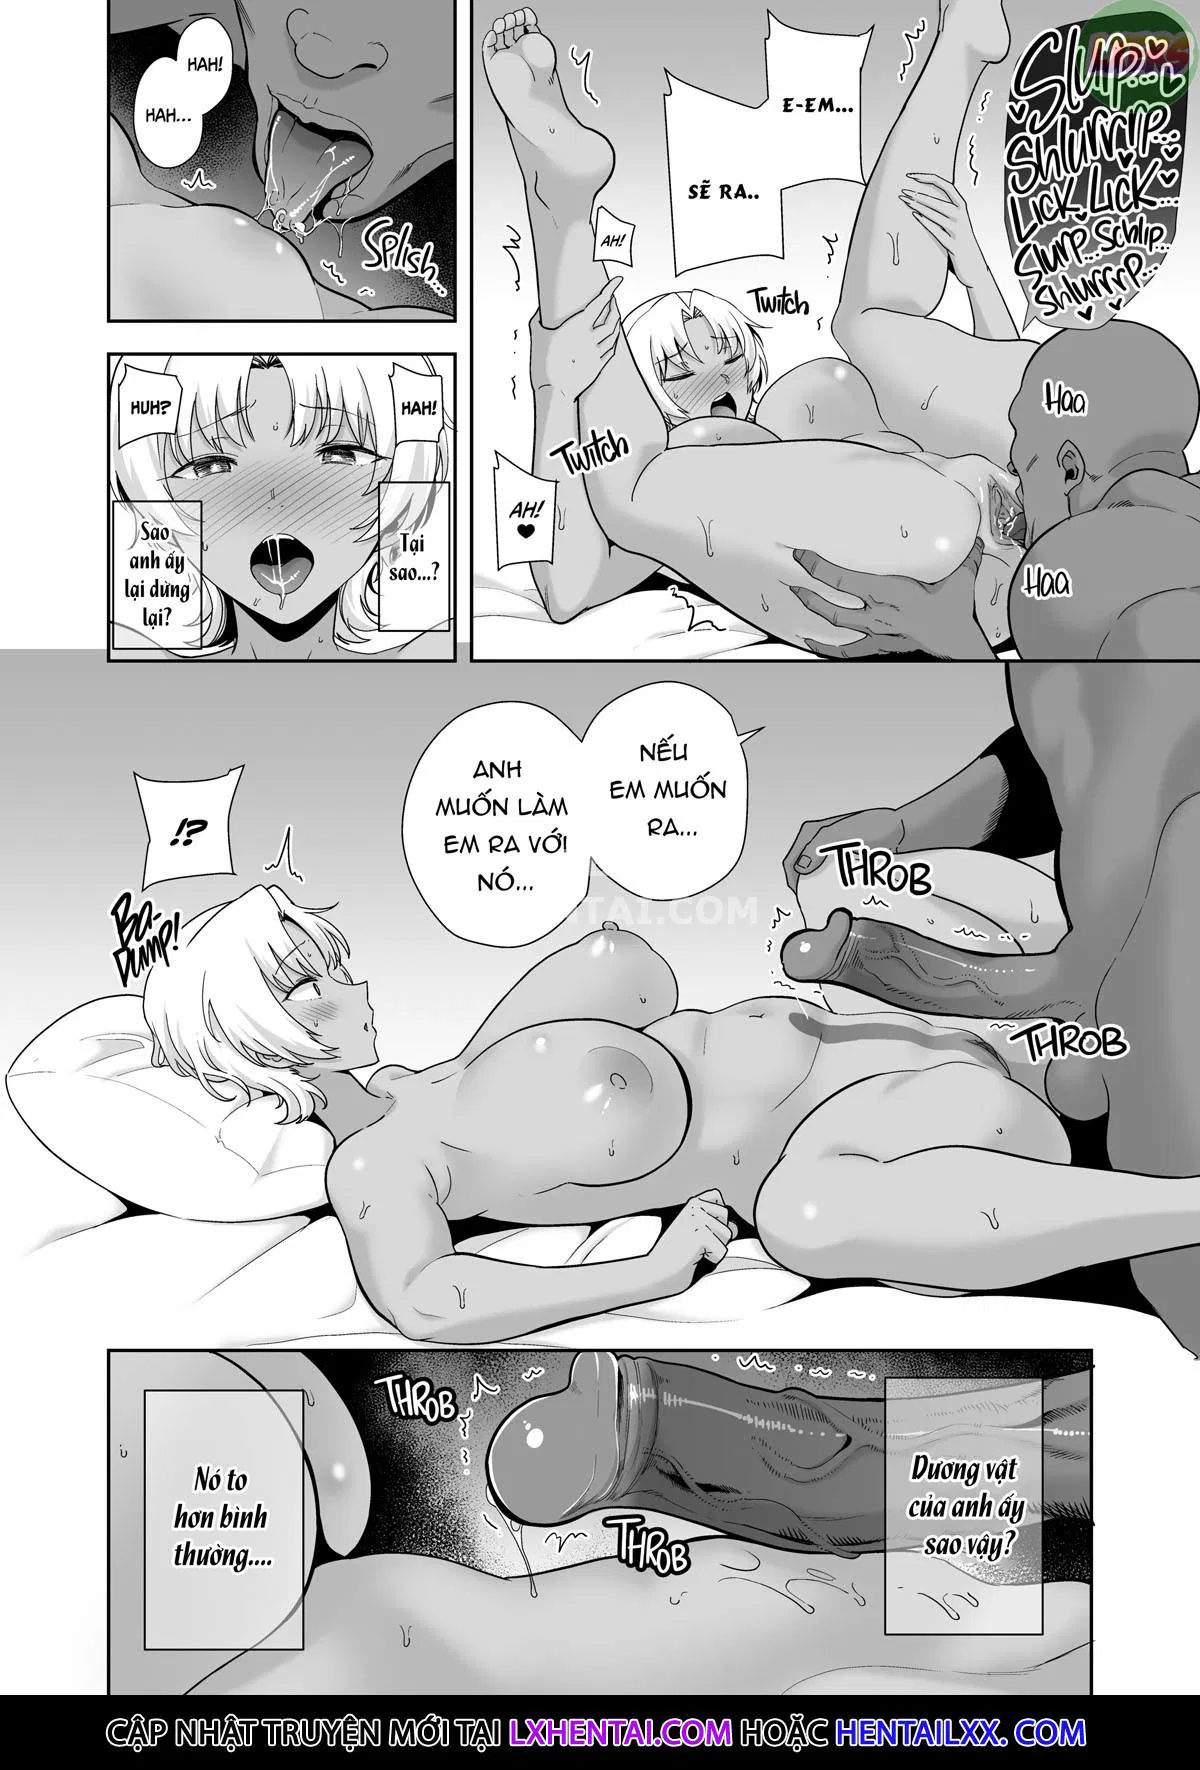 Slurp...
Shlurrrrp...
Lick Lick...
Slurp... Schlip...
Shlurrrrp...
E-EM...
SẼ RA..
AH!
Twitch
Haa
Twitch
AH!
Haa
HAH!
HAH...
Splish...
HUH?
HAH!
Sao
anh ấy
lại dừng
lại?
Tại
sao...?
NẾU
EM MUỐN
RA...
ANH
MUỐN LÀM
EM RA VỚI
NÓ...
!?
BA-
DUMP!
THROB
THROB
THROB
THROB
Dương vật
của anh ấy
sao vậy?
Nó to
hơn bình
thường....
CẬP NHẬT TRUYỆN MỚI TẠI LXHENTAI.COM HOẶC HENTAILXX. COM